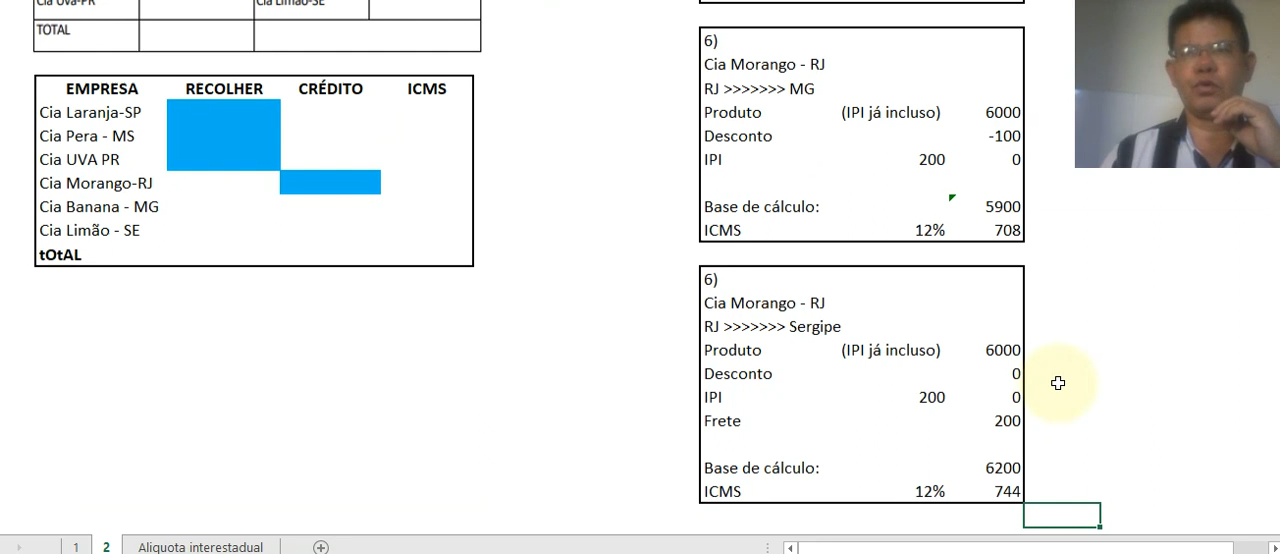 Cia Uva-PR Cia Limão-SE
TOTAL
EMPRESA RECOLHER CRÉDITO ICMS
Cia Laranja-SP
Cia Pera - MS
Cia UVA PR
Cia Morango-RJ
Cia Banana - MG
Cia Limão - SE
tOtAL
6)
Cia Morango - RJ
RJ >>>>>>> MG
Produto (IPI já incluso) 6000
Desconto -100
IPI 200 0
Base de cálculo: 5900
ICMS 12% 708
6)
Cia Morango - RJ
RJ >>>>>>> Sergipe
Produto (IPI já incluso) 6000
Desconto 0
IPI 200 0
Frete 200
Base de cálculo: 6200
ICMS 12% 744
1 2 Aliquota interestadual